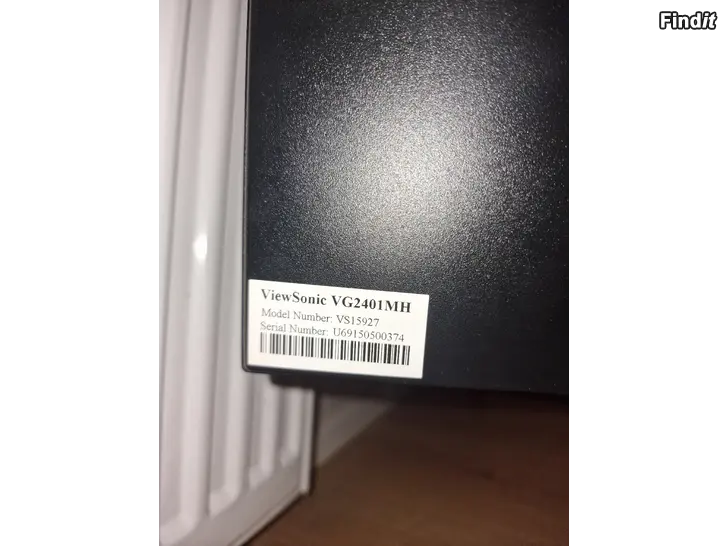 Findit
ViewSonic VG2401MH
Model Number: VS15927
Serial Number: U69150500374